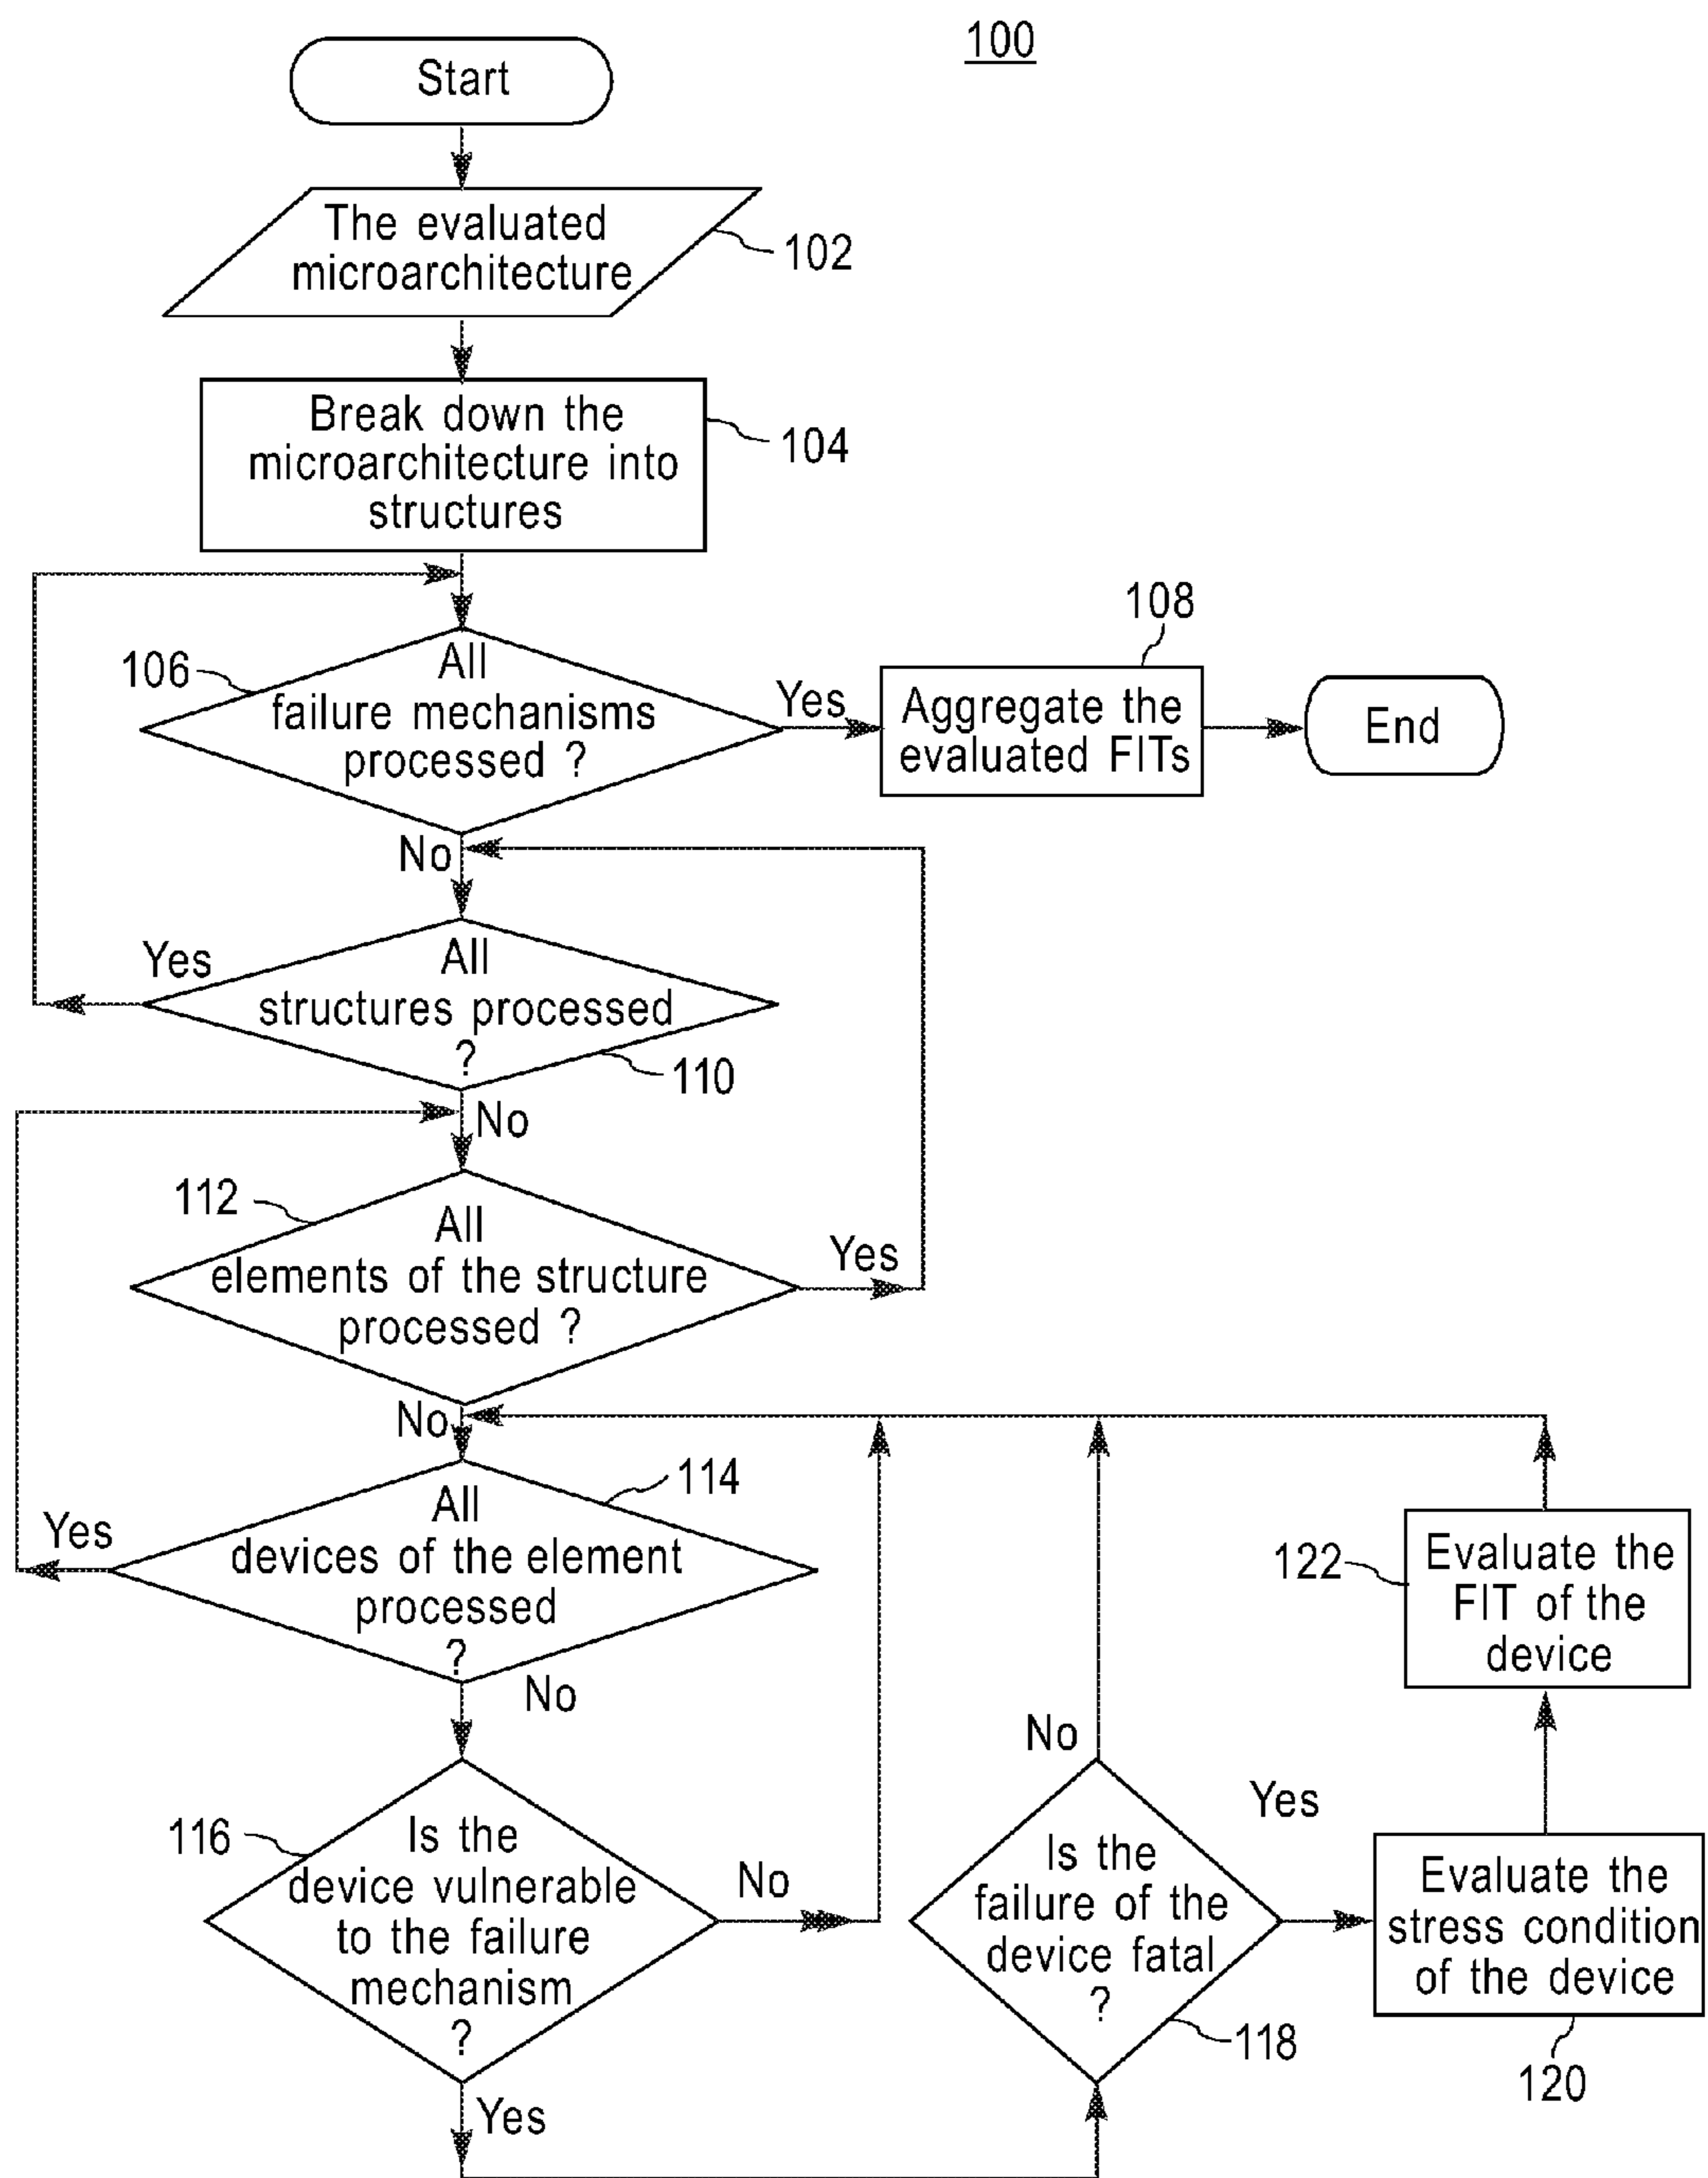 100
Start
The evaluated
microarchitecture
102
Break down the
microarchitecture into
structures
104
106
All
failure mechanisms
processed ?
Yes
108
Aggregate the
evaluated FITs
End
No
Yes
All
structures processed
?
110
No
112
All
elements of the structure
processed ?
Yes
No
114
Yes
All
devices of the element
processed
?
No
116
Is the
device vulnerable
to the failure
mechanism
?
No
Yes
No
Is the
failure of the
device fatal
?
118
Yes
Evaluate the
stress condition
of the device
120
122
Evaluate the
FIT of the
device